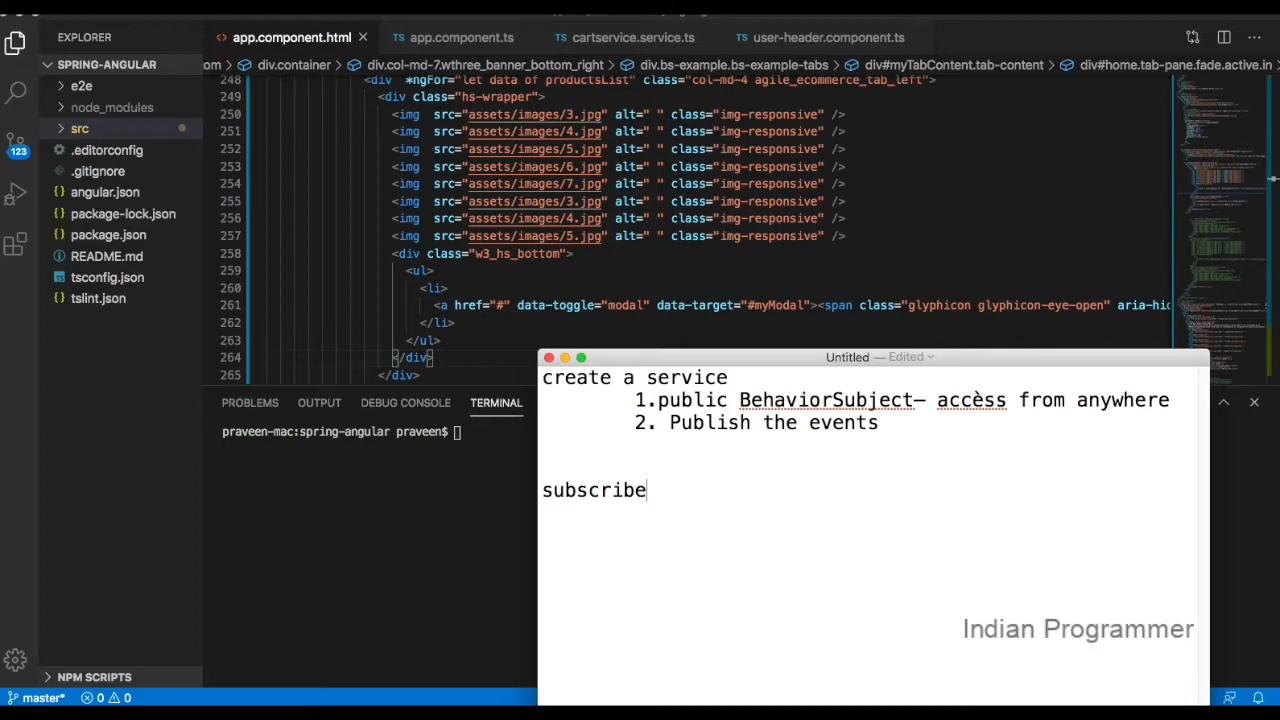 EXPLORER
<> app.component.html ×
TS app.component.ts
TS cartservice.service.ts
TS user-header.component.ts
SPRING-ANGULAR
om > div.container > div.col-md-7.wthree_banner_bottom_right > div.bs-example.bs-example-tabs > div#myTabContent.tab-content > div#home.tab-pane.fade.active.in
e2e
node_modules
src
.editorconfig
.gitignore
angular.json
package-lock.json
package.json
README.md
TS tsconfig.json
tslint.json
123
248 <div *ngFor="let data of productsList" class="col-md-4 agile_ecommerce_tab_left">
249 <div class="hs-wrapper">
250 <img src="assets/images/3.jpg" alt=" " class="img-responsive" />
251 <img src="assets/images/4.jpg" alt=" " class="img-responsive" />
252 <img src="assets/images/5.jpg" alt=" " class="img-responsive" />
253 <img src="assets/images/6.jpg" alt=" " class="img-responsive" />
254 <img src="assets/images/7.jpg" alt=" " class="img-responsive" />
255 <img src="assets/images/3.jpg" alt=" " class="img-responsive" />
256 <img src="assets/images/4.jpg" alt=" " class="img-responsive" />
257 <img src="assets/images/5.jpg" alt=" " class="img-responsive" />
258 <div class="w3_hs_bottom">
259 <ul>
260 <li>
261 <a href="#" data-toggle="modal" data-target="#myModal"><span class="glyphicon glyphicon-eye-open" aria-hid
262 </li>
263 </ul>
264 </div>
265 </div>
PROBLEMS OUTPUT DEBUG CONSOLE TERMINAL
praveen-mac:spring-angular praveen$
Untitled — Edited
create a service
1.public BehaviorSubject– accèss from anywhere
2. Publish the events
subscribe
Indian Programmer
NPM SCRIPTS
master* 0 0